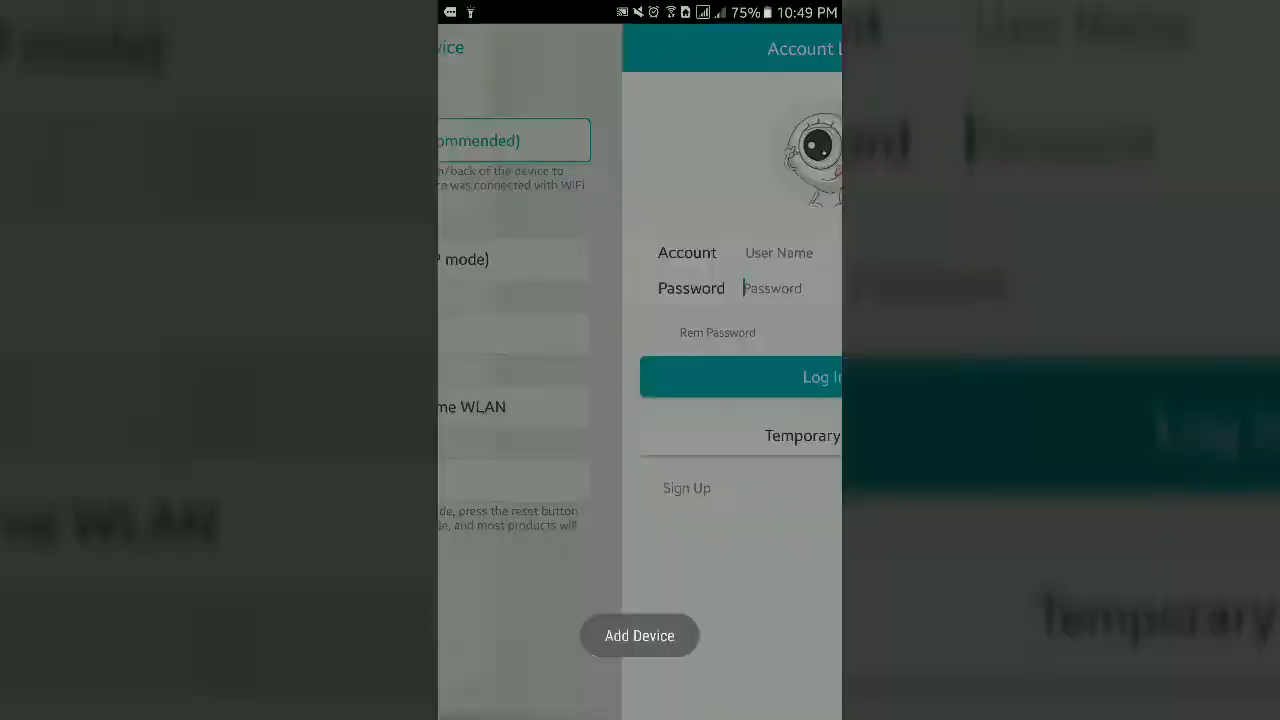 75% 10:49 PM
vice
Account L
ommended)
n/back of the device to
re was connected with WiFi
Account User Name
P mode)
Password Password
Rem Password
Log In
me WLAN
Temporary
Sign Up
de, press the reset button
de, and most products will
Add Device